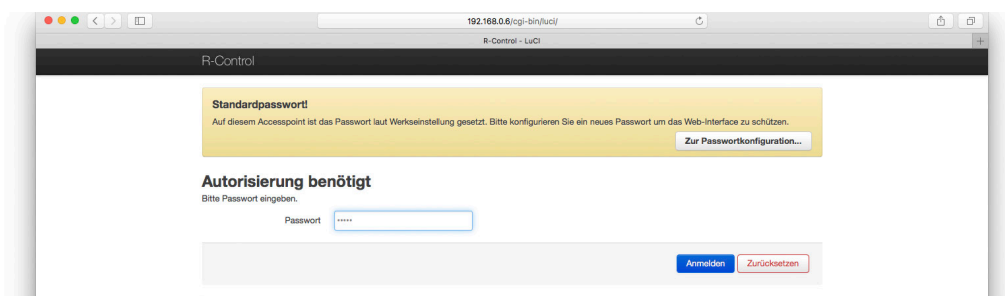 192.168.0.6/cgi-bin/luci/
R-Control - LuCI
R-Control
Standardpasswort!
Auf diesem Accesspoint ist das Passwort laut Werkseinstellung gesetzt. Bitte konfigurieren Sie ein neues Passwort um das Web-Interface zu schützen.
Zur Passwortkonfiguration...
Autorisierung benötigt
Bitte Passwort eingeben.
Passwort •••••
Anmelden Zurücksetzen